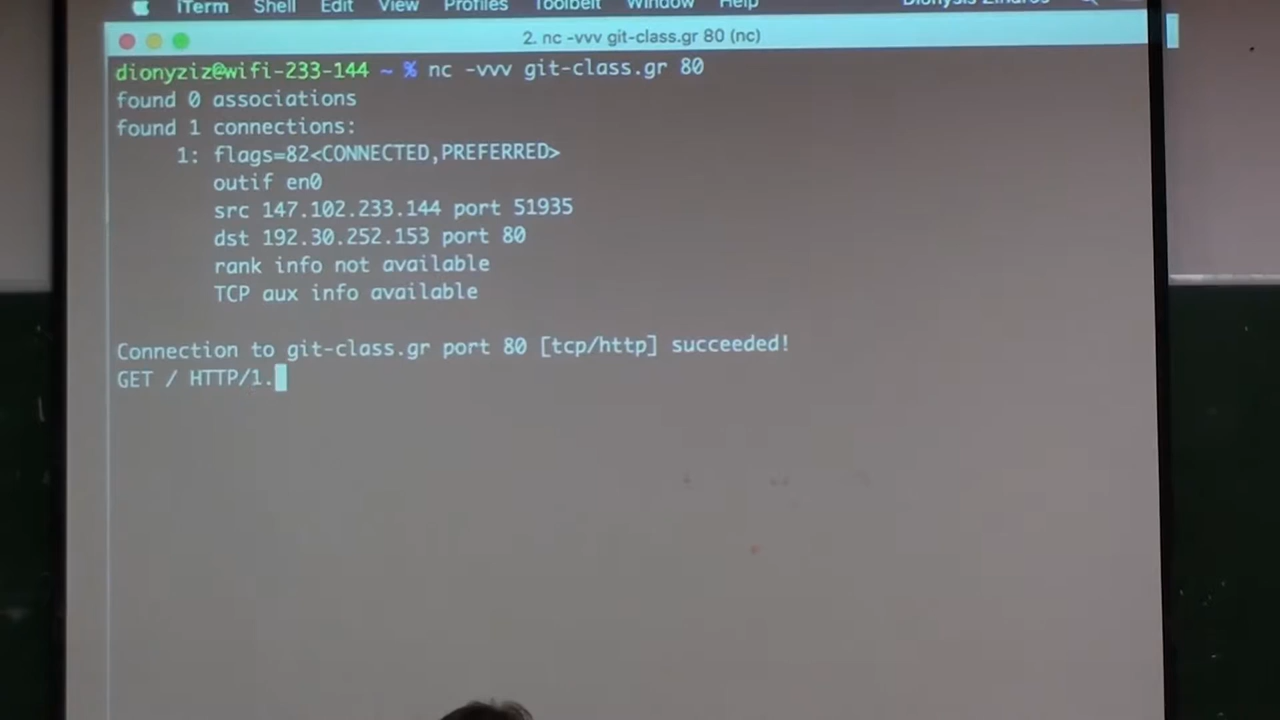 iTerm Shell Edit View Profiles Toolbelt Window Help
2. nc -vvv git-class.gr 80 (nc)
dionyziz@wifi-233-144 ~ % nc -vvv git-class.gr 80
found 0 associations
found 1 connections:
1: flags=82<CONNECTED,PREFERRED>
outif en0
src 147.102.233.144 port 51935
dst 192.30.252.153 port 80
rank info not available
TCP aux info available
Connection to git-class.gr port 80 [tcp/http] succeeded!
GET / HTTP/1.